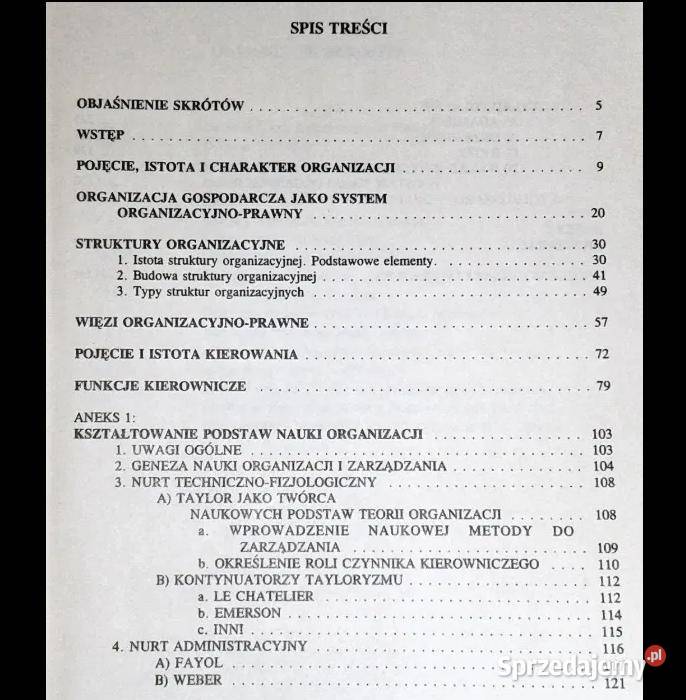 SPIS TREŚCI
OBJAŚNIENIE SKRÓTÓW . . . . . . . . . . . . . . . . . . . . 5
WSTĘP . . . . . . . . . . . . . . . . . . . . 7
POJĘCIE, ISTOTA I CHARAKTER ORGANIZACJI . . . . . . . . . . 9
ORGANIZACJA GOSPODARCZA JAKO SYSTEM
ORGANIZACYJNO-PRAWNY . . . . . . . . . . 20
STRUKTURY ORGANIZACYJNE . . . . . . . . . . 30
1. Istota struktury organizacyjnej. Podstawowe elementy. . . . . . . . . . 30
2. Budowa struktury organizacyjnej . . . . . . . . . . 41
3. Typy struktur organizacyjnych . . . . . . . . . . 49
WIĘZI ORGANIZACYJNO-PRAWNE . . . . . . . . . . 57
POJĘCIE I ISTOTA KIEROWANIA . . . . . . . . . . 72
FUNKCJE KIEROWNICZE . . . . . . . . . . 79
ANEKS 1:
KSZTAŁTOWANIE PODSTAW NAUKI ORGANIZACJI . . . . . . . . . . 103
1. UWAGI OGÓLNE . . . . . . . . . . 103
2. GENEZA NAUKI ORGANIZACJI I ZARZĄDZANIA . . . . . . . . . . 104
3. NURT TECHNICZNO-FIZJOLOGICZNY . . . . . . . . . . 108
A) TAYLOR JAKO TWÓRCA
NAUKOWYCH PODSTAW TEORII ORGANIZACJI . . . . . . . 108
a. WPROWADZENIE NAUKOWEJ METODY DO
ZARZĄDZANIA . . . . . . . . . . 109
b. OKREŚLENIE ROLI CZYNNIKA KIEROWNICZEGO . . . . 110
B) KONTYNUATORZY TAYLORYZMU . . . . . . . . . . 112
a. LE CHATELIER . . . . . . . . . . 112
b. EMERSON . . . . . . . . . . 114
c. INNI . . . . . . . . . . 115
4. NURT ADMINISTRACYJNY . . . . . . . . . . 116
A) FAYOL . . . . . . . . . .
B) WEBER . . . . . . . . . . 121
Sprzedajemy.pl